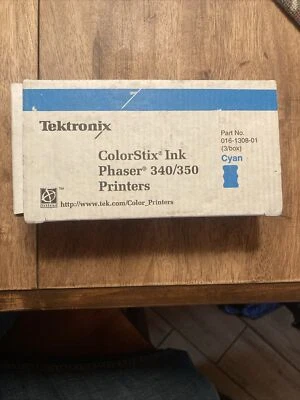 Tektronix
Part No.
016-1308-01
(3/box)
Cyan
ColorStix® Ink
Phaser® 340/350
Printers
http://www.tek.com/Color_Printers